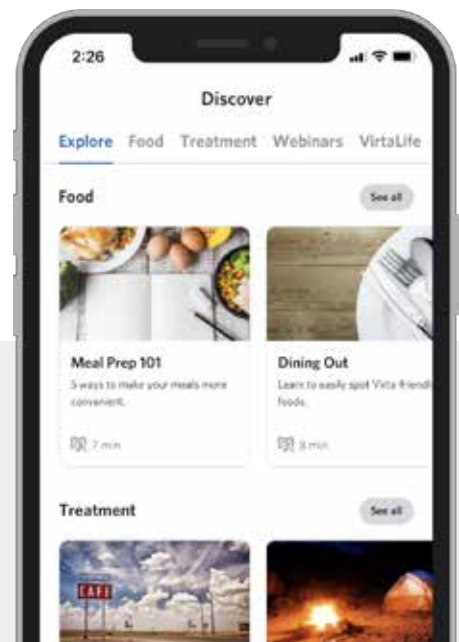 2:26
Discover
Explore Food Treatment Webinars VirtaLife
Food See all
Meal Prep 101
5 ways to make your meals more
convenient.
7 min
Dining Out
Learn to easily spot Virta-friendly
foods.
8 min
Treatment See all
CAFE